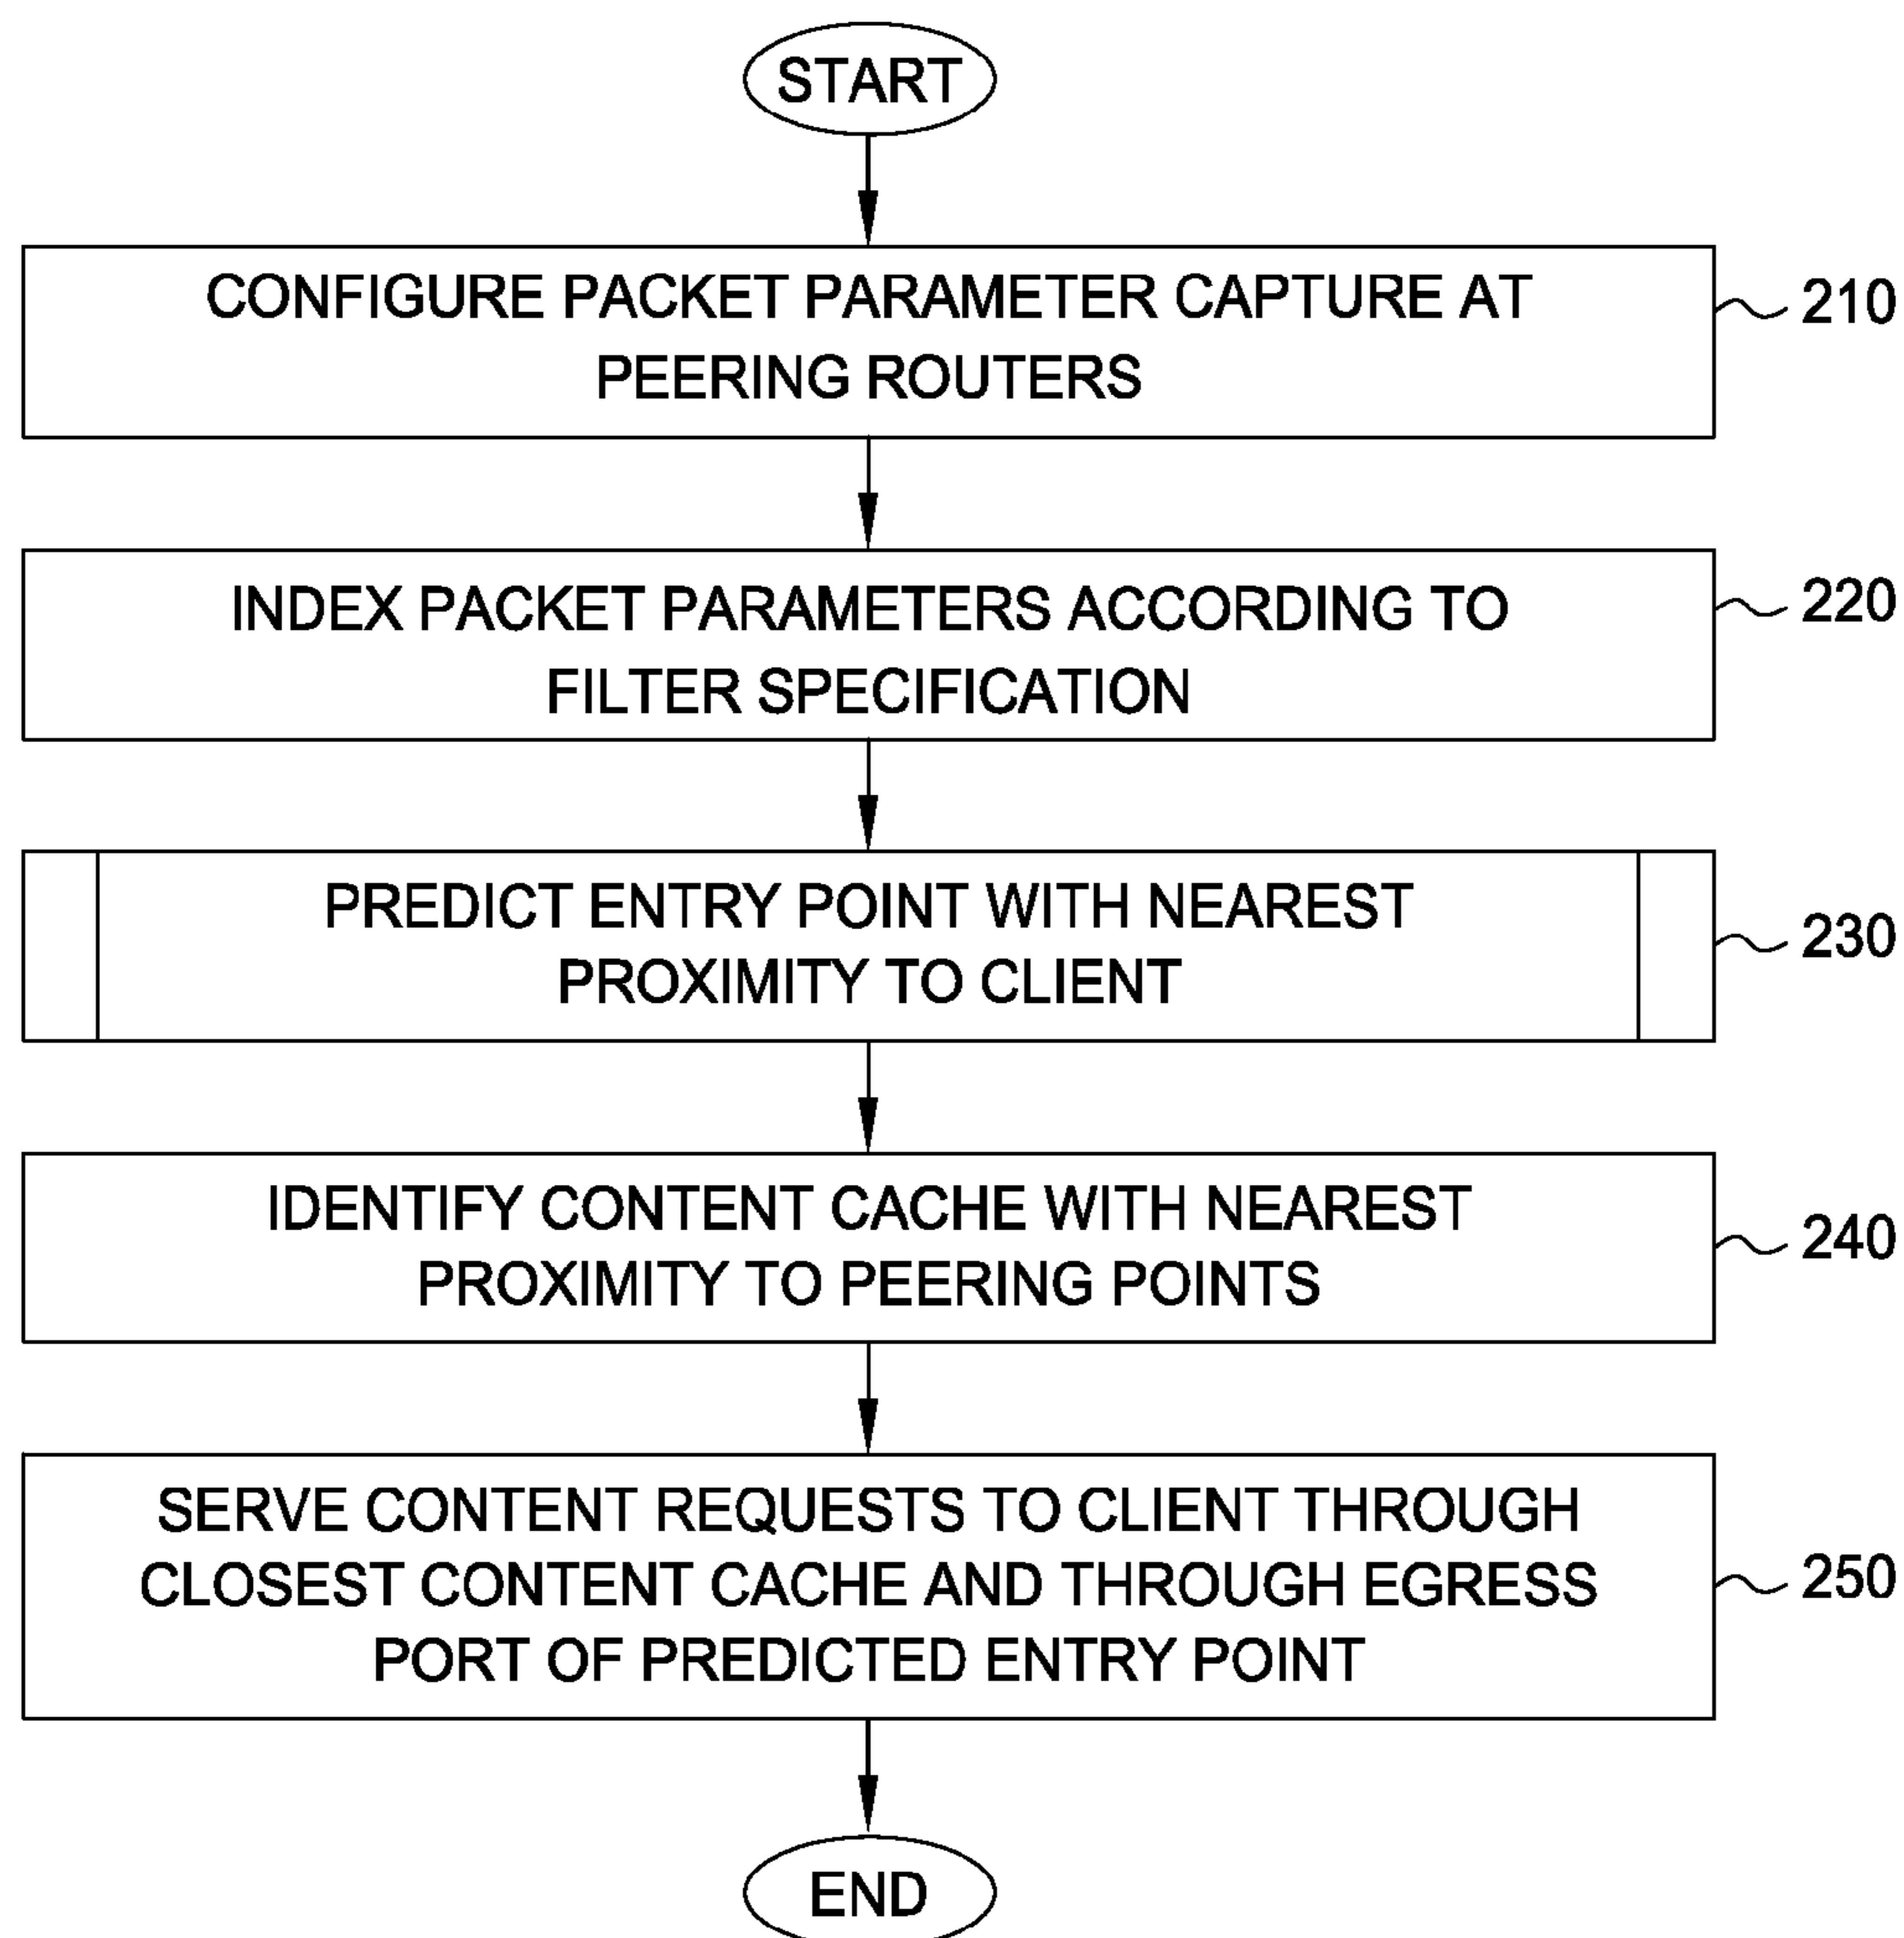 START
CONFIGURE PACKET PARAMETER CAPTURE AT
PEERING ROUTERS
210
INDEX PACKET PARAMETERS ACCORDING TO
FILTER SPECIFICATION
220
PREDICT ENTRY POINT WITH NEAREST
PROXIMITY TO CLIENT
230
IDENTIFY CONTENT CACHE WITH NEAREST
PROXIMITY TO PEERING POINTS
240
SERVE CONTENT REQUESTS TO CLIENT THROUGH
CLOSEST CONTENT CACHE AND THROUGH EGRESS
PORT OF PREDICTED ENTRY POINT
250
END